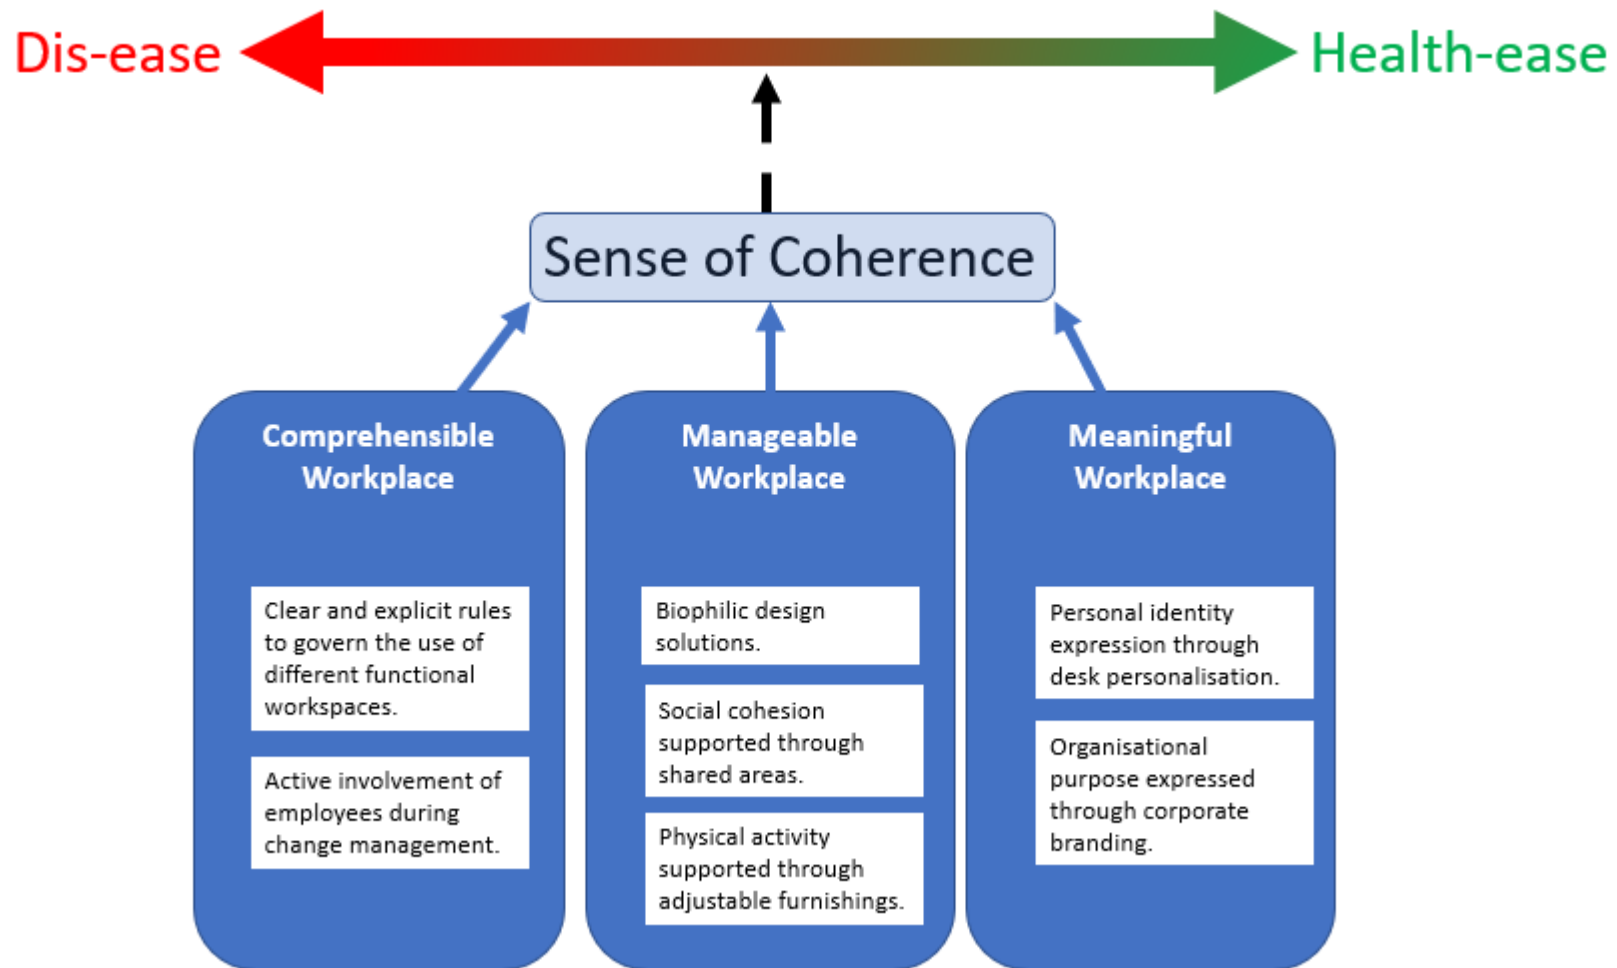 Dis-ease
Health-ease
Sense of Coherence
Comprehensible
Workplace
Clear and explicit rules
to govern the use of
different functional
workspaces.
Active involvement of
employees during
change management.
Manageable
Workplace
Biophilic design
solutions.
Social cohesion
supported through
shared areas.
Physical activity
supported through
adjustable furnishings.
Meaningful
Workplace
Personal identity
expression through
desk personalisation.
Organisational
purpose expressed
through corporate
branding.